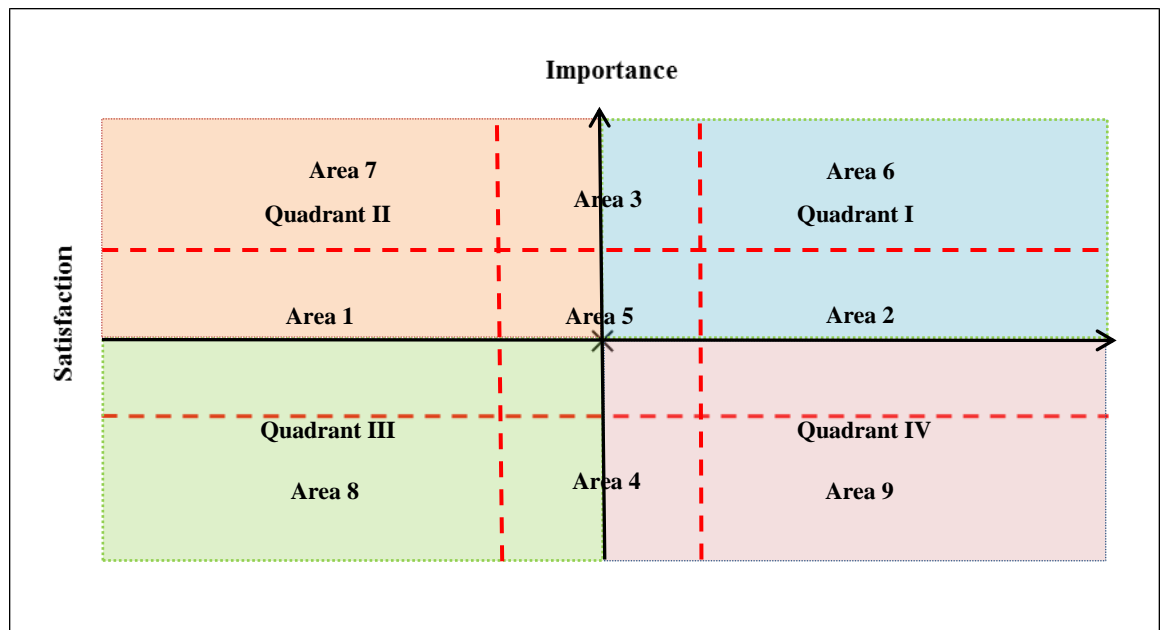 Importance
Satisfaction
Area 7
Area 6
Area 3
Quadrant II
Quadrant I
Area 1
Area 5
Area 2
Quadrant III
Quadrant IV
Area 8
Area 4
Area 9